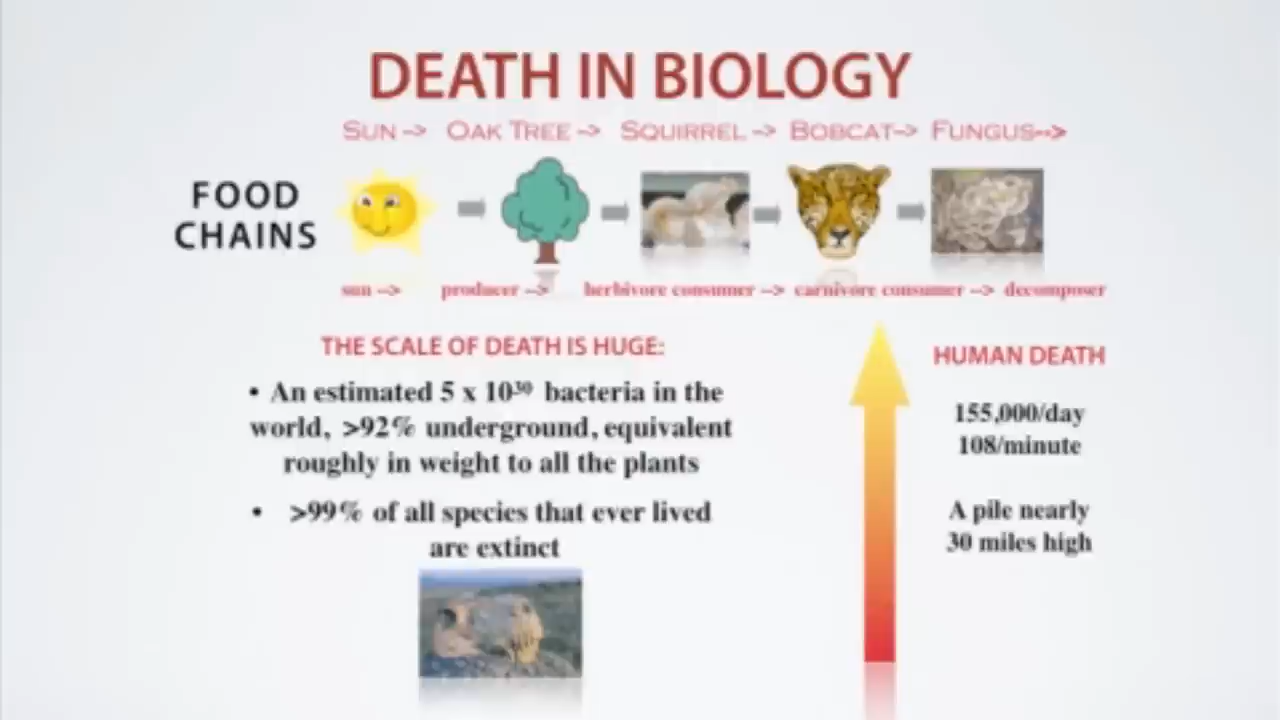 DEATH IN BIOLOGY
SUN -> OAK TREE -> SQUIRREL -> BOBCAT-> FUNGUS-->
FOOD
CHAINS
sun --> producer --> herbivore consumer --> carnivore consumer --> decomposer
THE SCALE OF DEATH IS HUGE:
• An estimated 5 x 10³⁰ bacteria in the
world, >92% underground, equivalent
roughly in weight to all the plants
• >99% of all species that ever lived
are extinct
HUMAN DEATH
155,000/day
108/minute
A pile nearly
30 miles high